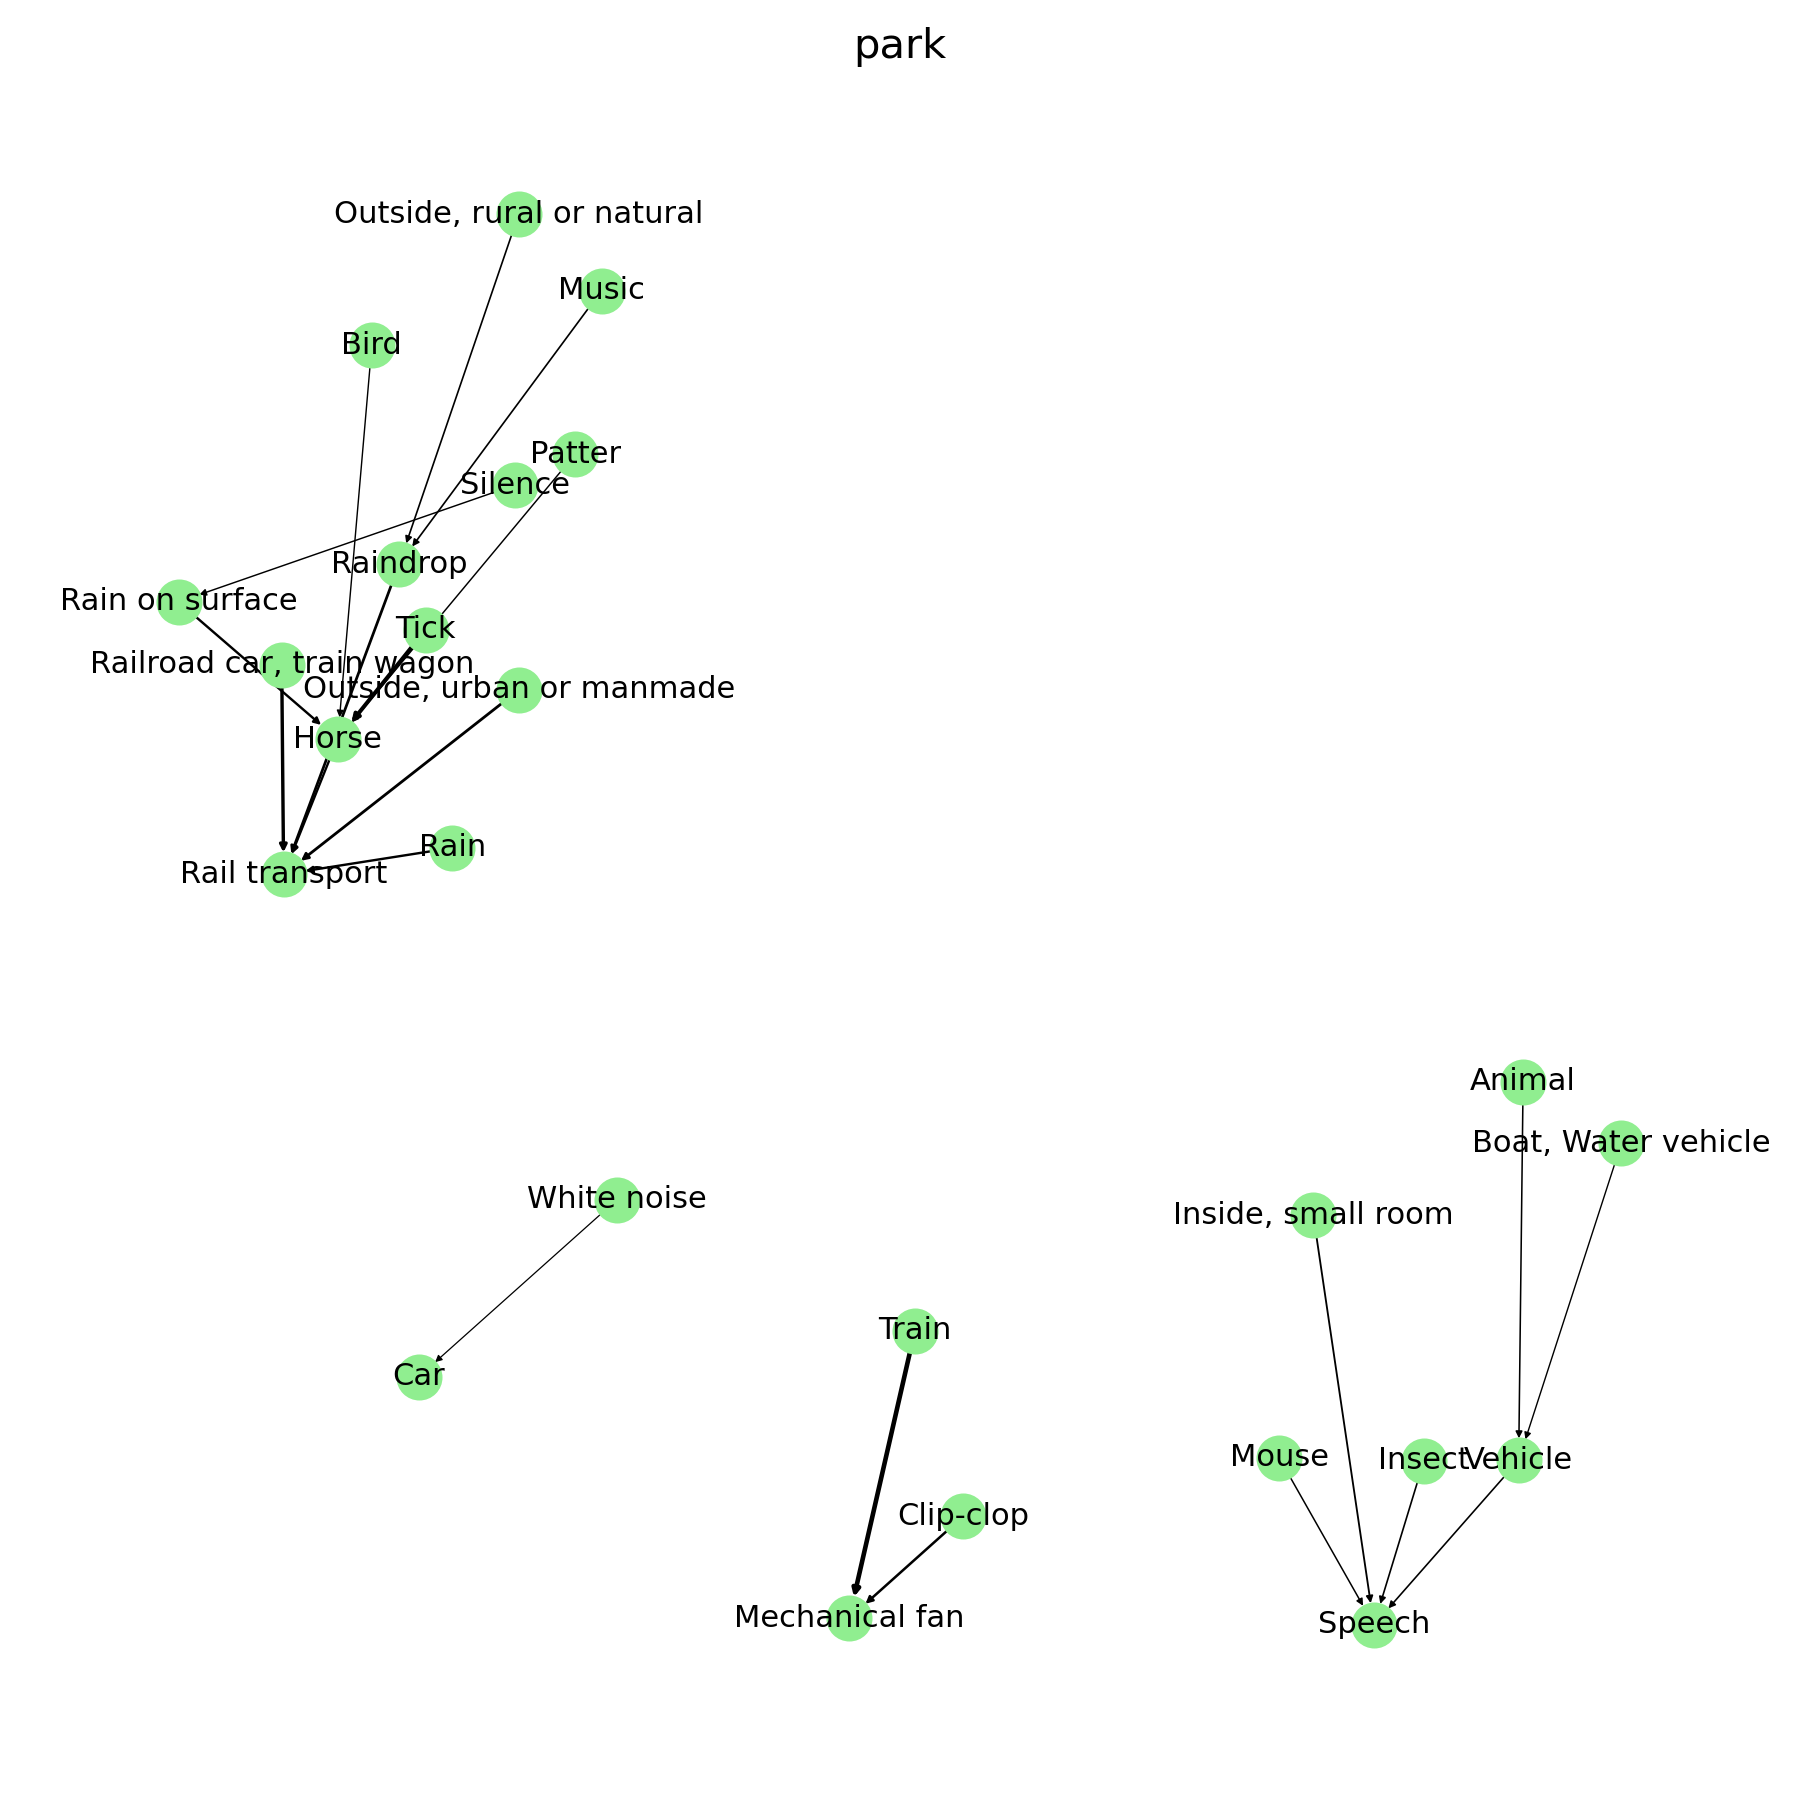 park
Outside, rural or natural
Music
Bird
Patter
Silence
Raindrop
Rain on surface
Tick
Railroad car, train wagon
Outside, urban or manmade
Horse
Rain
Rail transport
Animal
Boat, Water vehicle
White noise
Inside, small room
Train
Car
Mouse
Insect
Vehicle
Clip-clop
Mechanical fan
Speech